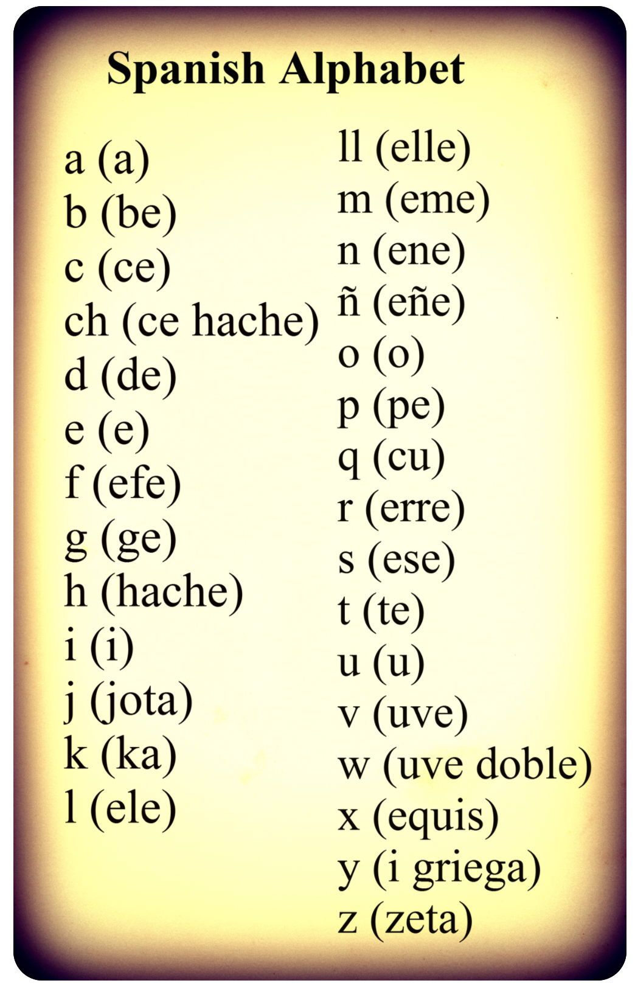 Spanish Alphabet
a (a)
b (be)
c (ce)
ch (ce hache)
d (de)
e (e)
f (efe)
g (ge)
h (hache)
i (i)
j (jota)
k (ka)
l (ele)
ll (elle)
m (eme)
n (ene)
ñ (eñe)
o (o)
p (pe)
q (cu)
r (erre)
s (ese)
t (te)
u (u)
v (uve)
w (uve doble)
x (equis)
y (i griega)
z (zeta)